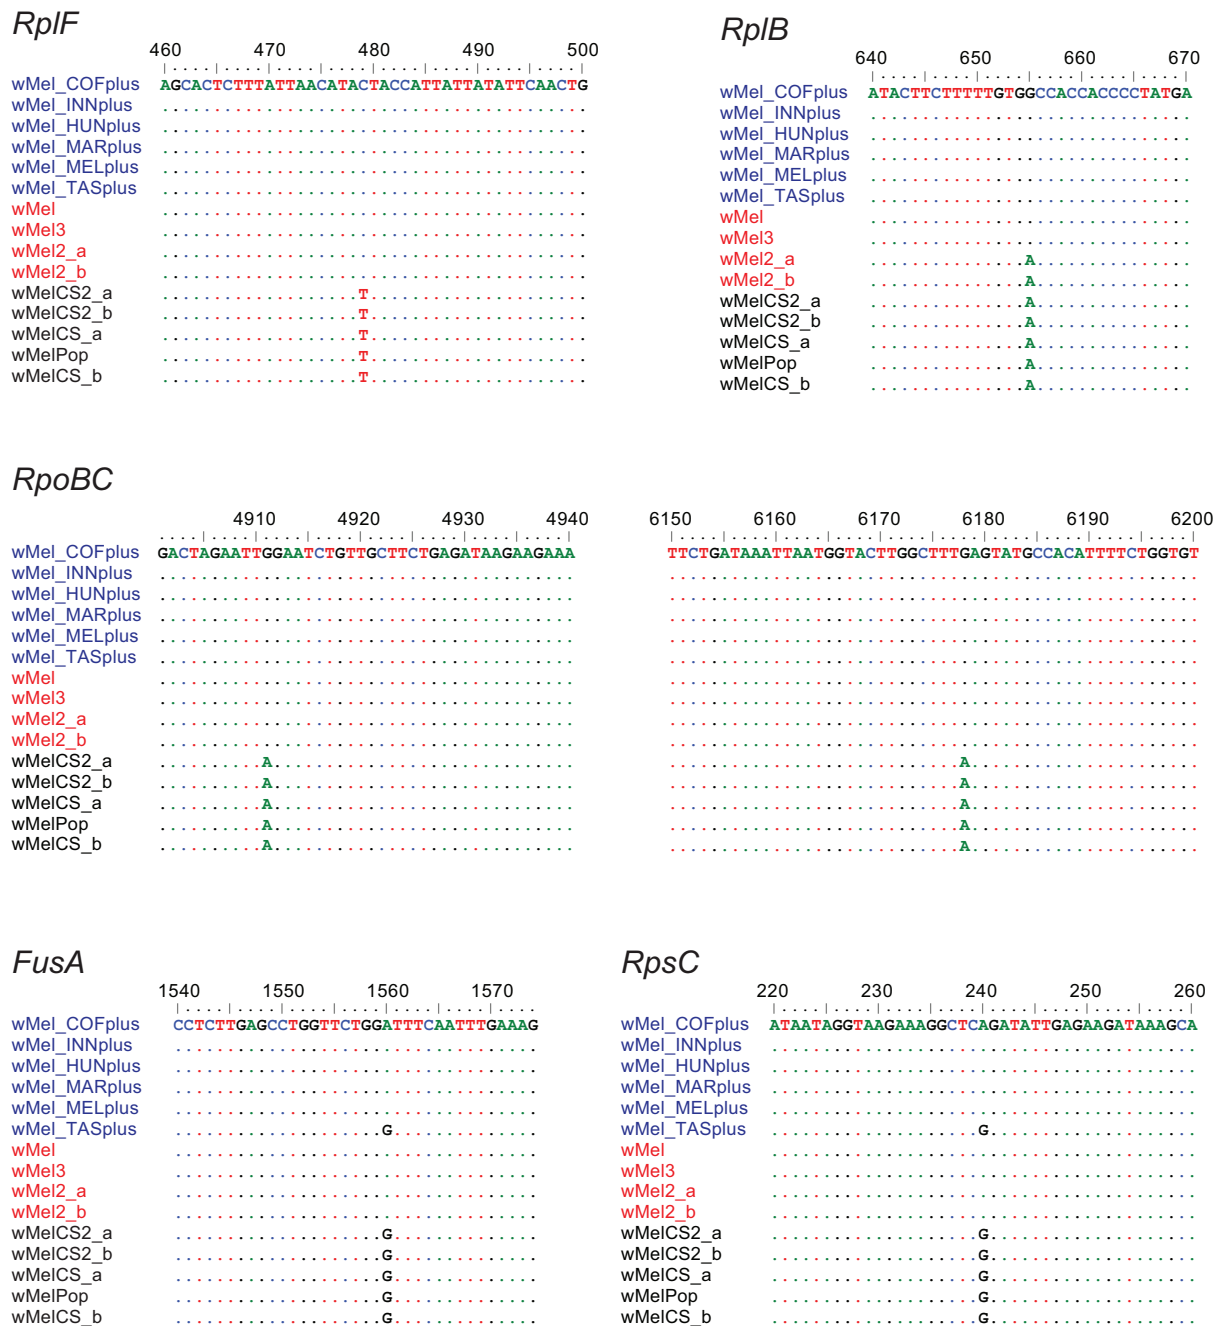 RplF
460 470 480 490 500
wMel_COFplus AGCACTCTTTATTAACATACTACCATTATTATATTCAACTG
wMel_INNplus
wMel_HUNplus
wMel_MARplus
wMel_MELplus
wMel_TASplus
wMel
wMel3
wMel2_a
wMel2_b
wMelCS2_a T
wMelCS2_b T
wMelCS_a T
wMelPop T
wMelCS_b T
RplB
640 650 660 670
wMel_COFplus ATACTTCTTTTTGTGGCCACCACCCCTATGA
wMel_INNplus
wMel_HUNplus
wMel_MARplus
wMel_MELplus
wMel_TASplus
wMel
wMel3
wMel2_a A
wMel2_b A
wMelCS2_a A
wMelCS2_b A
wMelCS_a A
wMelPop A
wMelCS_b A
RpoBC
4910 4920 4930 4940 6150 6160 6170 6180 6190 6200
wMel_COFplus GACTAGAATTGGAATCTGTTGCTTCTGAGATAAGAAGAAA TTCTGATAAATTAATGGTACTTGGCTTTGAGTATGCCACATTTTCTGGTGT
wMel_INNplus
wMel_HUNplus
wMel_MARplus
wMel_MELplus
wMel_TASplus
wMel
wMel3
wMel2_a
wMel2_b
wMelCS2_a A A
wMelCS2_b A A
wMelCS_a A A
wMelPop A A
wMelCS_b A A
FusA
1540 1550 1560 1570
wMel_COFplus CCTCTTGAGCCTGGTTCTGGATTTCAATTTGAAAG
wMel_INNplus
wMel_HUNplus
wMel_MARplus
wMel_MELplus
wMel_TASplus G
wMel
wMel3
wMel2_a
wMel2_b
wMelCS2_a G
wMelCS2_b G
wMelCS_a G
wMelPop G
wMelCS_b G
RpsC
220 230 240 250 260
wMel_COFplus ATAATAGGTAAGAAAGGCTCAGATATTGAGAAGATAAAGCA
wMel_INNplus
wMel_HUNplus
wMel_MARplus
wMel_MELplus
wMel_TASplus G
wMel
wMel3
wMel2_a
wMel2_b
wMelCS2_a G
wMelCS2_b G
wMelCS_a G
wMelPop G
wMelCS_b G